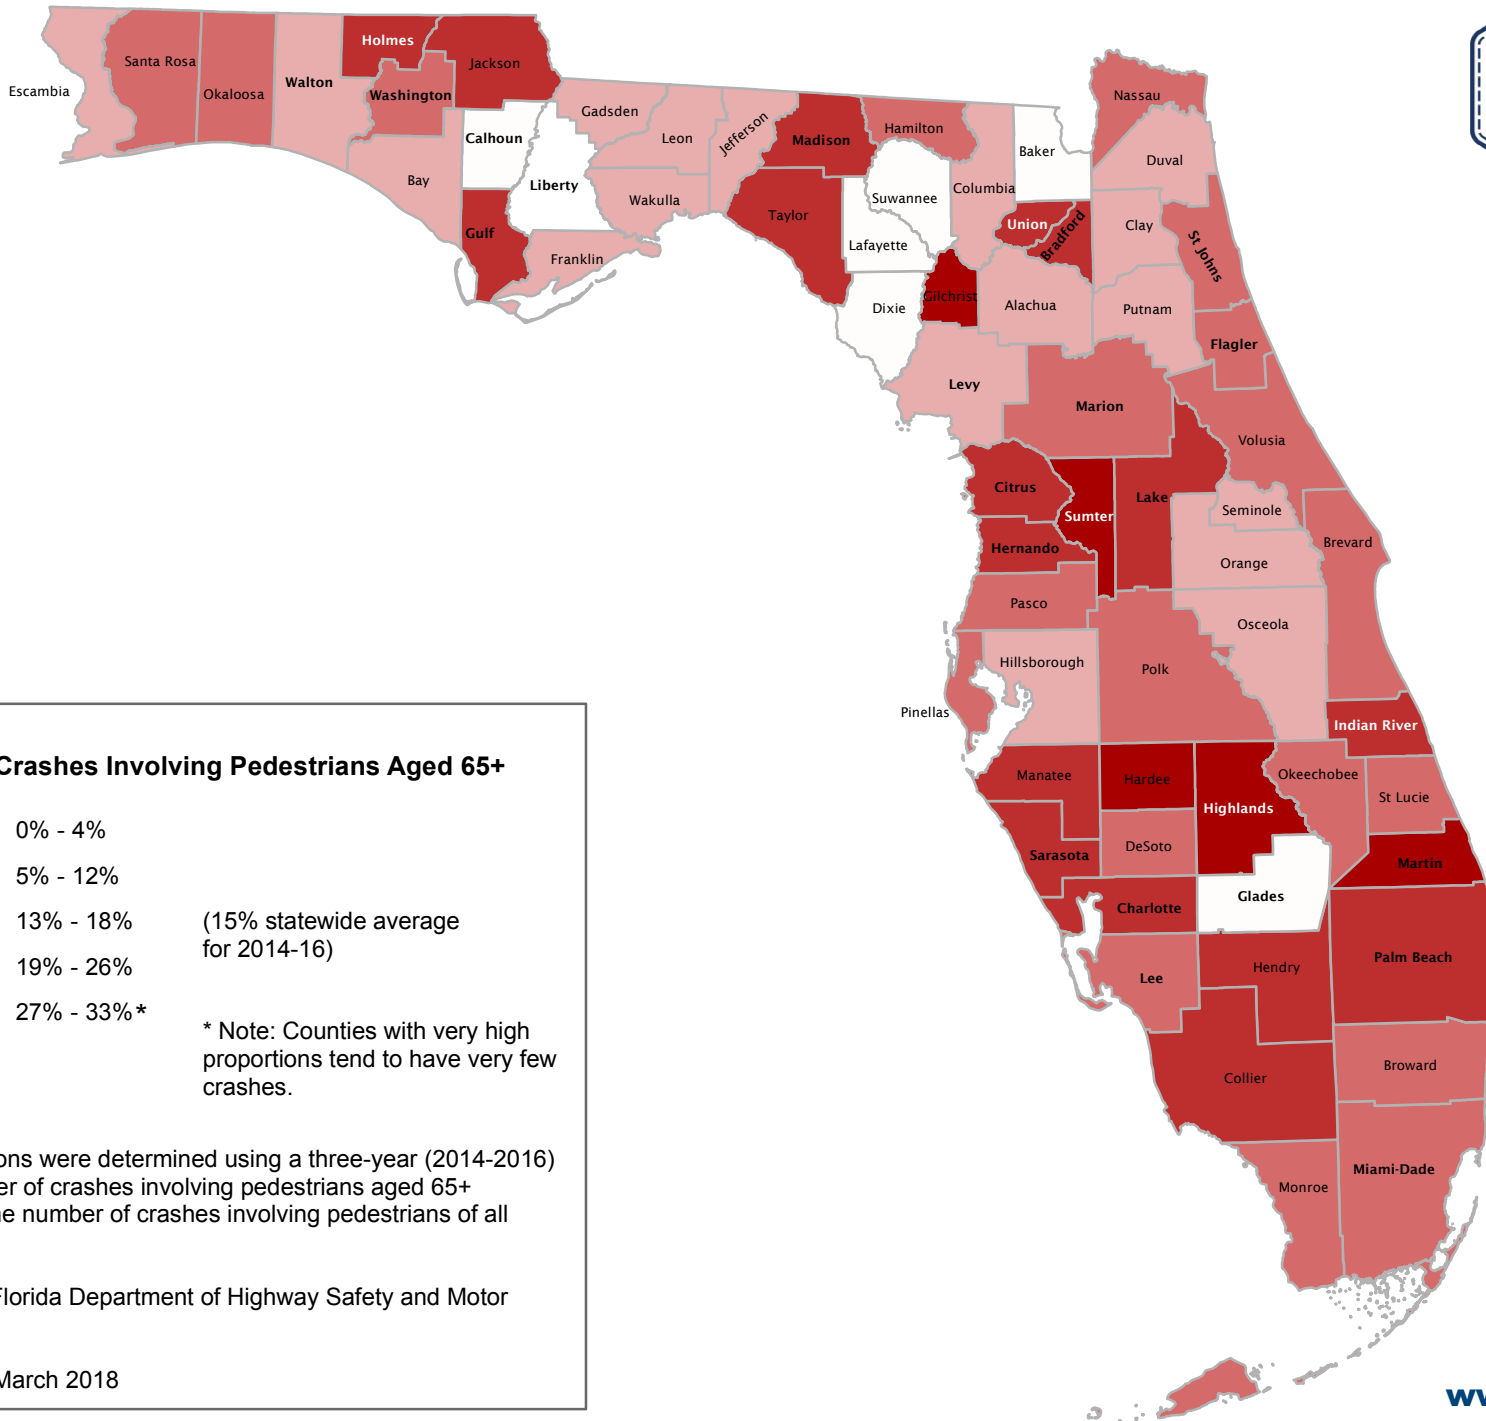 Holmes
Santa Rosa
Jackson
Walton
Escambia
Okaloosa
Washington
Nassau
Gadsden
Jefferson
Hamilton
Calhoun
Leon
Madison
Baker
Duval
Bay
Liberty
Columbia
Wakulla
Suwannee
Taylor
Union
Bradford
Clay
Gulf
Lafayette
St Johns
Franklin
Gilchrist
Dixie
Alachua
Putnam
Flagler
Levy
Marion
Volusia
Citrus
Lake
Sumter
Seminole
Hernando
Brevard
Orange
Pasco
Osceola
Hillsborough
Polk
Pinellas
Indian River
Manatee
Hardee
Okeechobee
Highlands
St Lucie
DeSoto
Sarasota
Martin
Glades
Charlotte
Palm Beach
Hendry
Lee
Broward
Collier
Miami-Dade
Monroe
Crashes Involving Pedestrians Aged 65+
0% - 4%
5% - 12%
13% - 18% (15% statewide average
for 2014-16)
19% - 26%
27% - 33%*
* Note: Counties with very high
proportions tend to have very few
crashes.
ons were determined using a three-year (2014-2016)
er of crashes involving pedestrians aged 65+
he number of crashes involving pedestrians of all
Florida Department of Highway Safety and Motor
March 2018